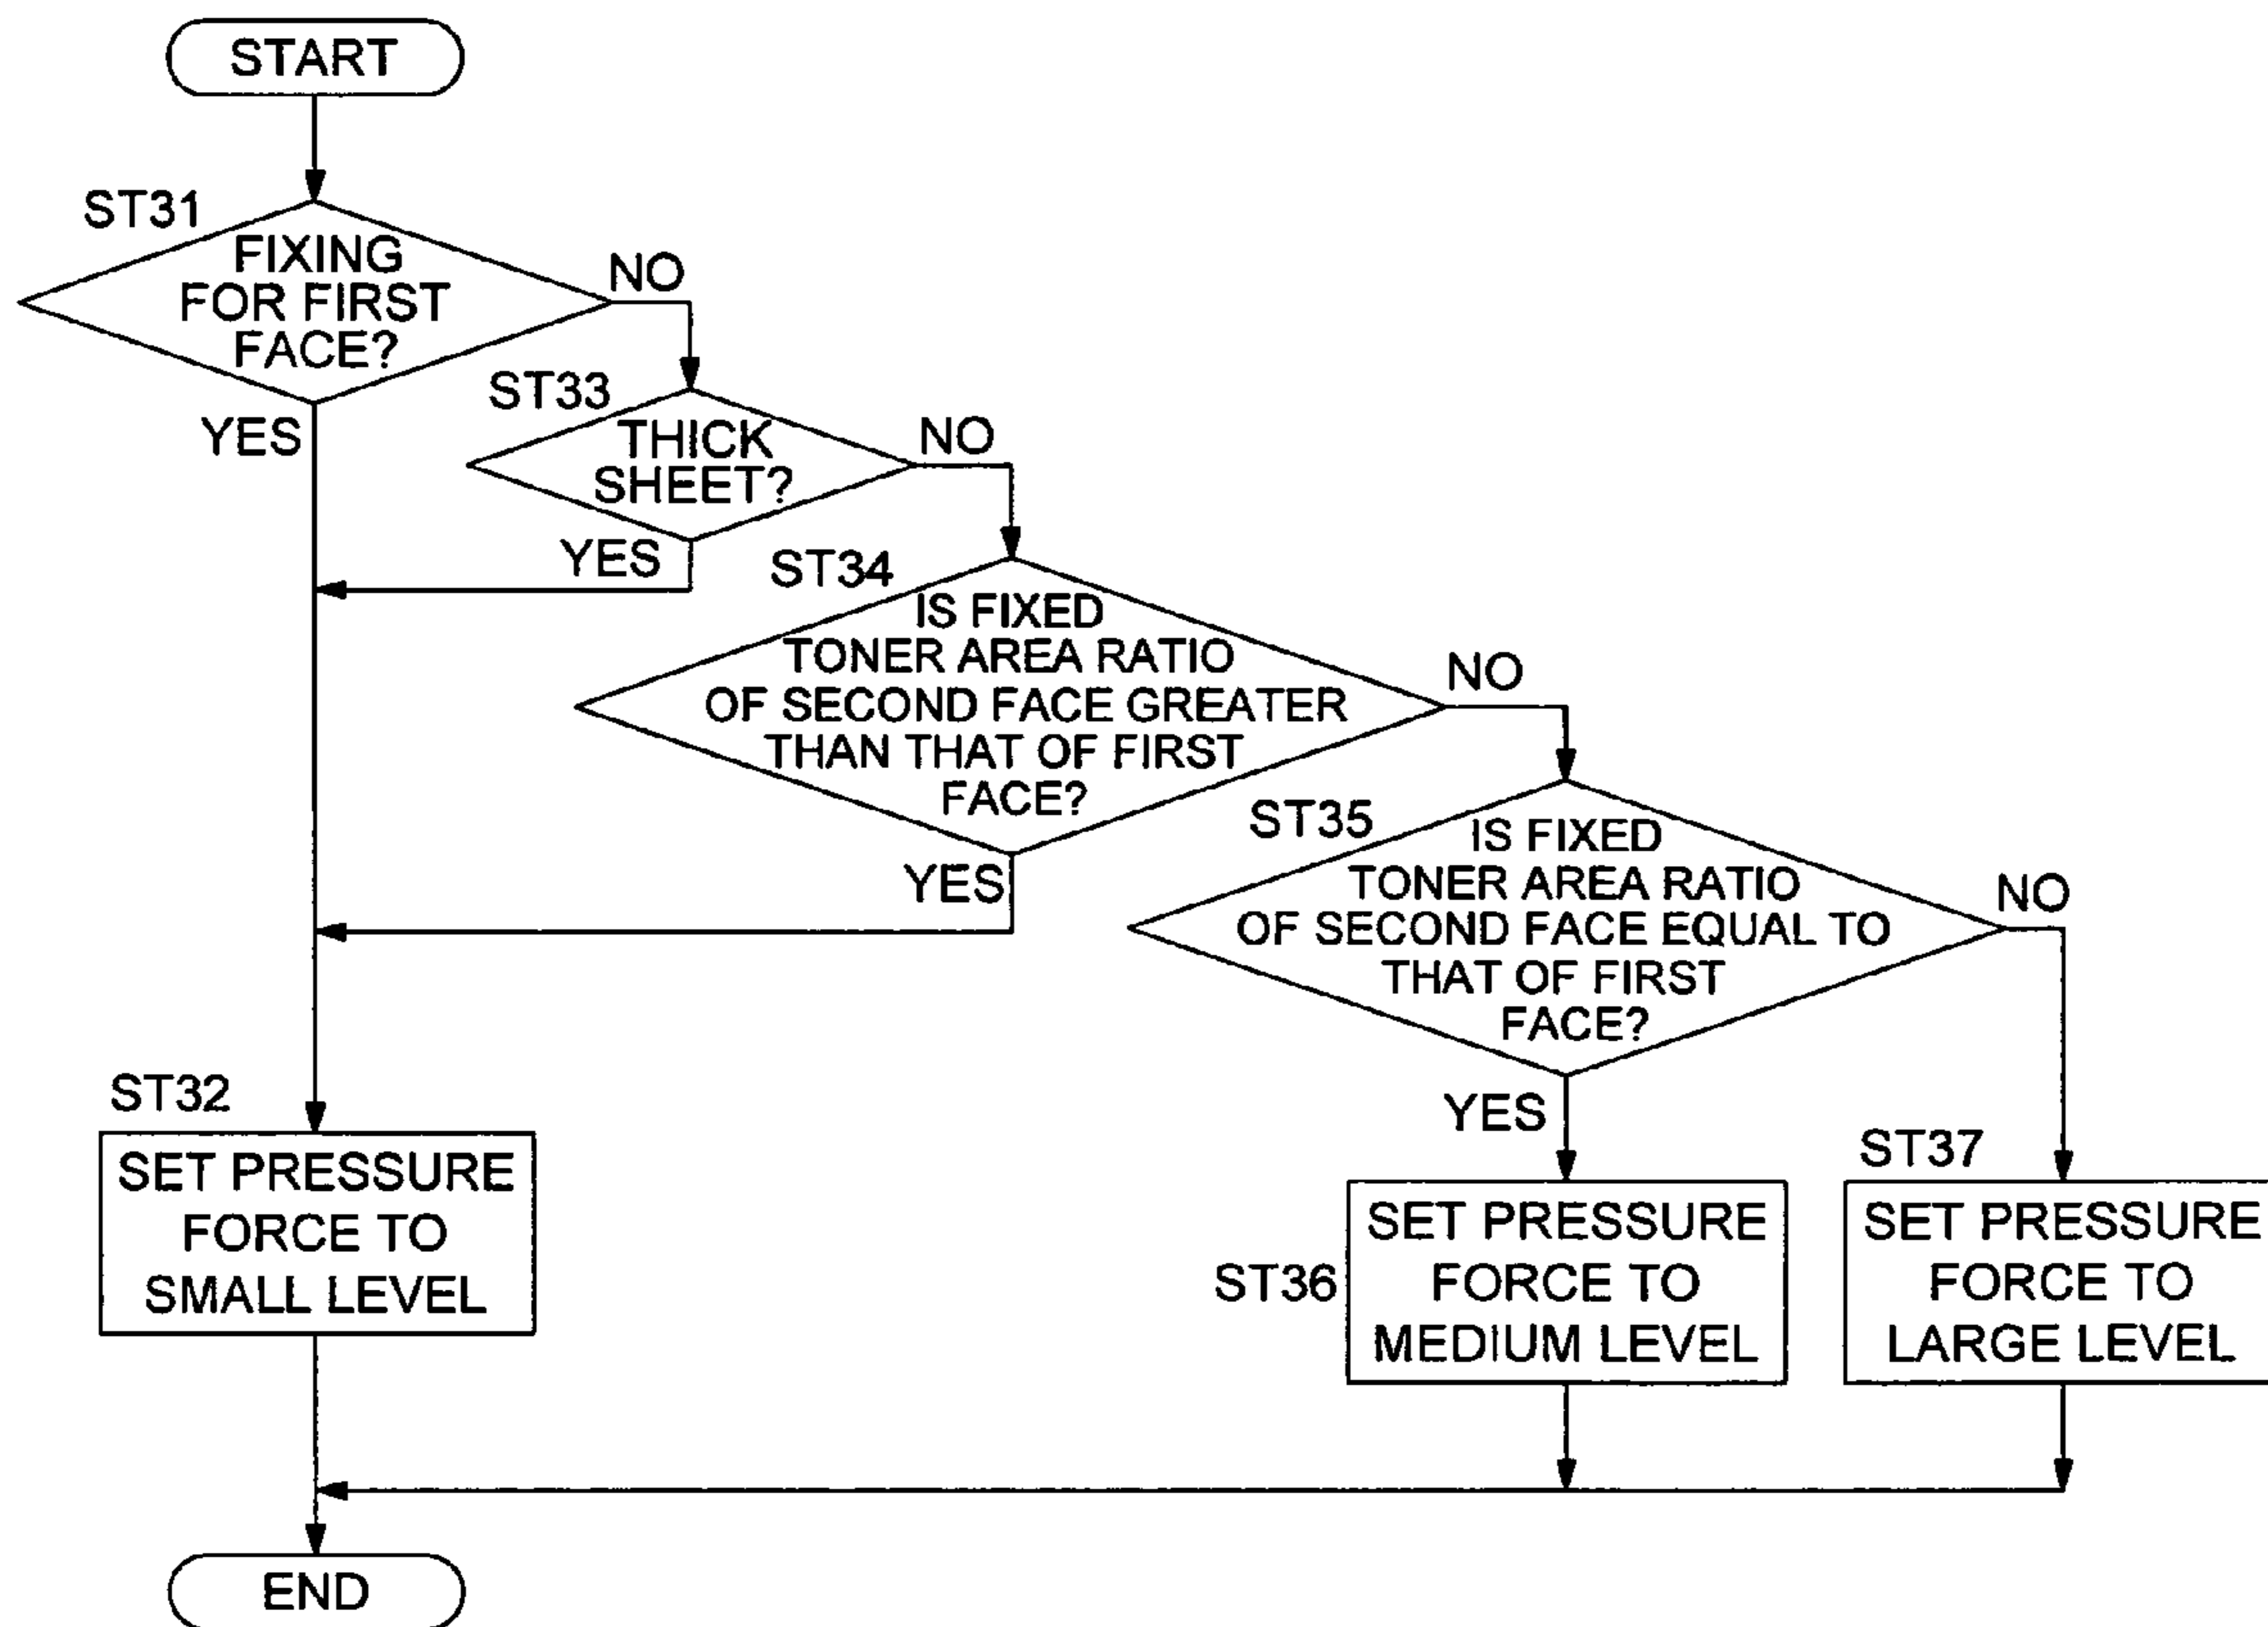 START
ST31
FIXING
FOR FIRST
FACE?
NO
YES
ST33
THICK
SHEET?
NO
YES
ST34
IS FIXED
TONER AREA RATIO
OF SECOND FACE GREATER
THAN THAT OF FIRST
FACE?
NO
YES
ST35
IS FIXED
TONER AREA RATIO
OF SECOND FACE EQUAL TO
THAT OF FIRST
FACE?
NO
YES
ST32
SET PRESSURE
FORCE TO
SMALL LEVEL
ST36
SET PRESSURE
FORCE TO
MEDIUM LEVEL
ST37
SET PRESSURE
FORCE TO
LARGE LEVEL
END